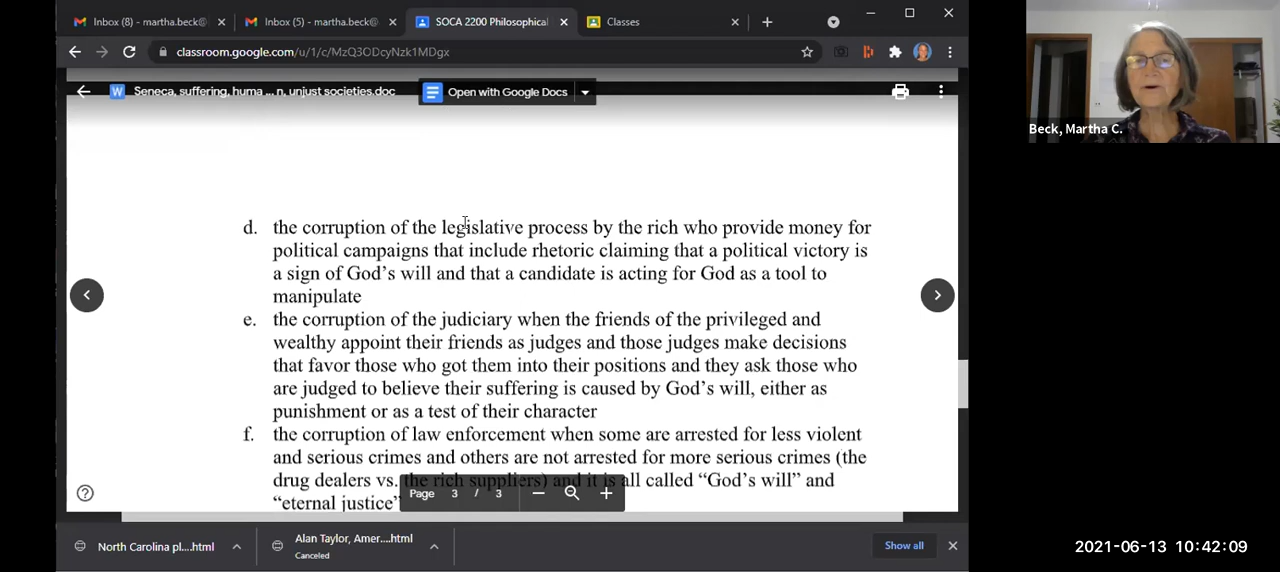 Inbox (8) - martha.beck@
Inbox (5) - martha.beck@
SOCA 2200 Philosophical
Classes
classroom.google.com/u/1/c/MzQ3ODcyNzk1MDgx
W Seneca, suffering, huma ... n, unjust societies.doc
Open with Google Docs
Beck, Martha C.
d. the corruption of the legislative process by the rich who provide money for
political campaigns that include rhetoric claiming that a political victory is
a sign of God's will and that a candidate is acting for God as a tool to
manipulate
e. the corruption of the judiciary when the friends of the privileged and
wealthy appoint their friends as judges and those judges make decisions
that favor those who got them into their positions and they ask those who
are judged to believe their suffering is caused by God's will, either as
punishment or as a test of their character
f. the corruption of law enforcement when some are arrested for less violent
and serious crimes and others are not arrested for more serious crimes (the
drug dealers vs. the rich suppliers) and it is all called “God's will” and
“eternal justice”
Page 3 / 3
North Carolina pl....html
Alan Taylor, Amer....html
Canceled
Show all
2021-06-13 10:42:09